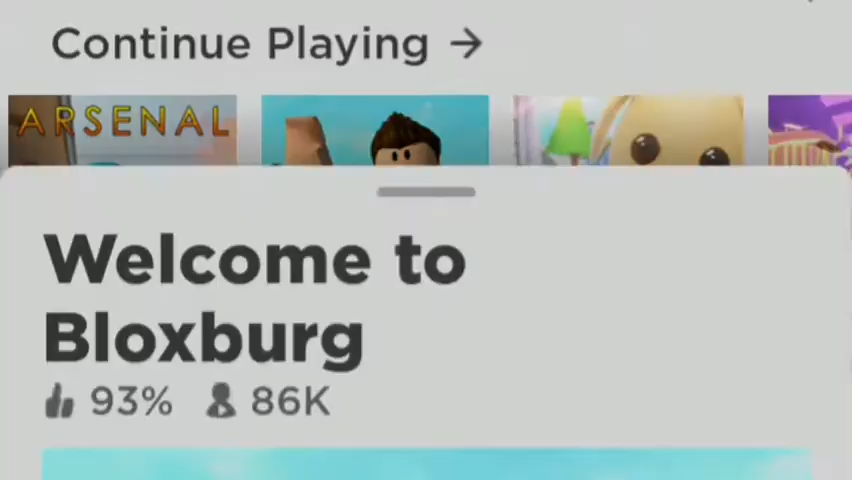 Continue Playing →
ARSENAL
Welcome to
Bloxburg
93% 86K